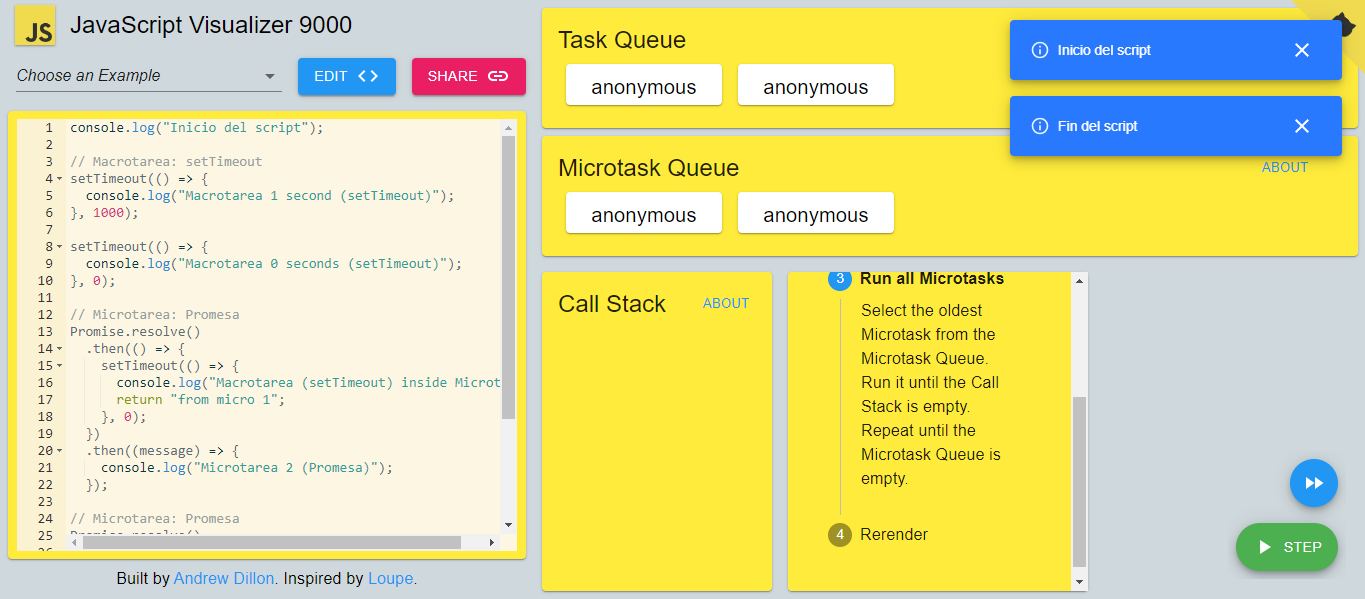 JS
JavaScript Visualizer 9000
Choose an Example
EDIT
SHARE
1 console.log("Inicio del script");
2
3 // Macrotarea: setTimeout
4 setTimeout(() => {
5 console.log("Macrotarea 1 second (setTimeout)");
6 }, 1000);
7
8 setTimeout(() => {
9 console.log("Macrotarea 0 seconds (setTimeout)");
10 }, 0);
11
12 // Microtarea: Promesa
13 Promise.resolve()
14 .then(() => {
15 setTimeout(() => {
16 console.log("Macrotarea (setTimeout) inside Microt
17 return "from micro 1";
18 }, 0);
19 })
20 .then((message) => {
21 console.log("Microtarea 2 (Promesa)");
22 });
23
24 // Microtarea: Promesa
25 Promise.resolve()
26
Built by Andrew Dillon. Inspired by Loupe.
Task Queue
anonymous anonymous
Inicio del script
Fin del script
Microtask Queue
ABOUT
anonymous anonymous
Call Stack
ABOUT
3 Run all Microtasks
Select the oldest
Microtask from the
Microtask Queue.
Run it until the Call
Stack is empty.
Repeat until the
Microtask Queue is
empty.
4 Rerender
STEP